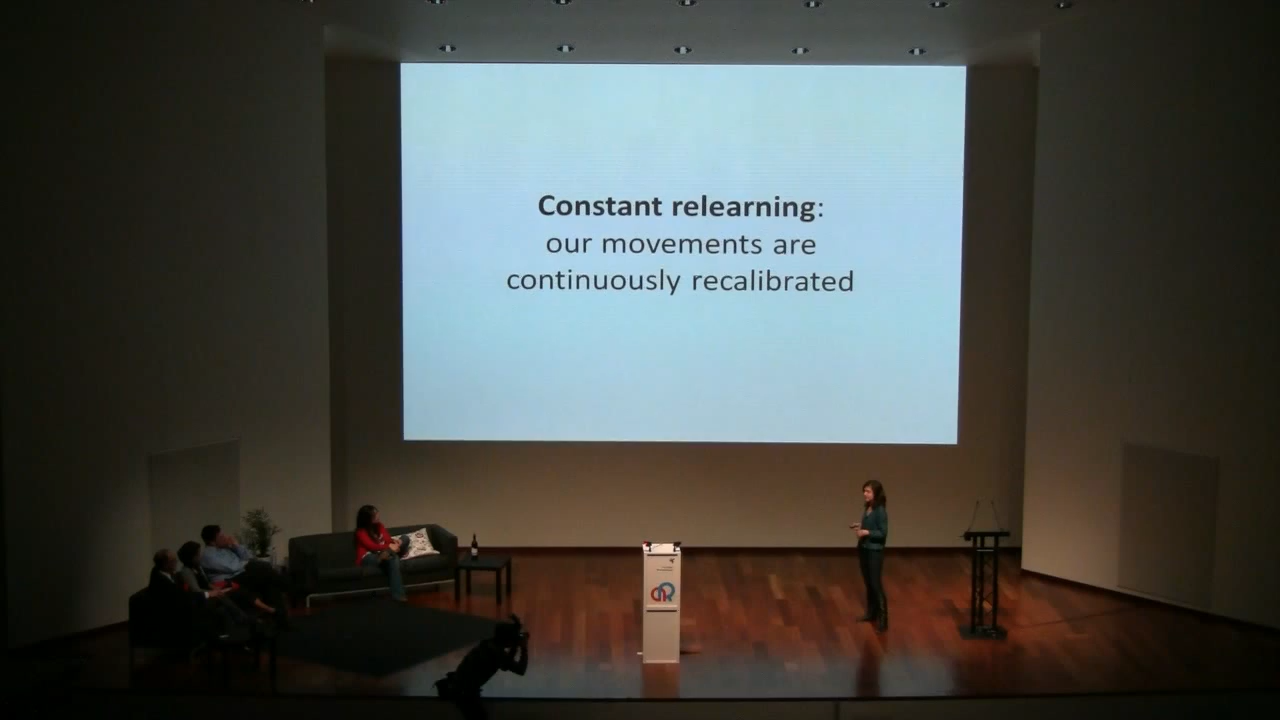 Constant relearning:
our movements are
continuously recalibrated